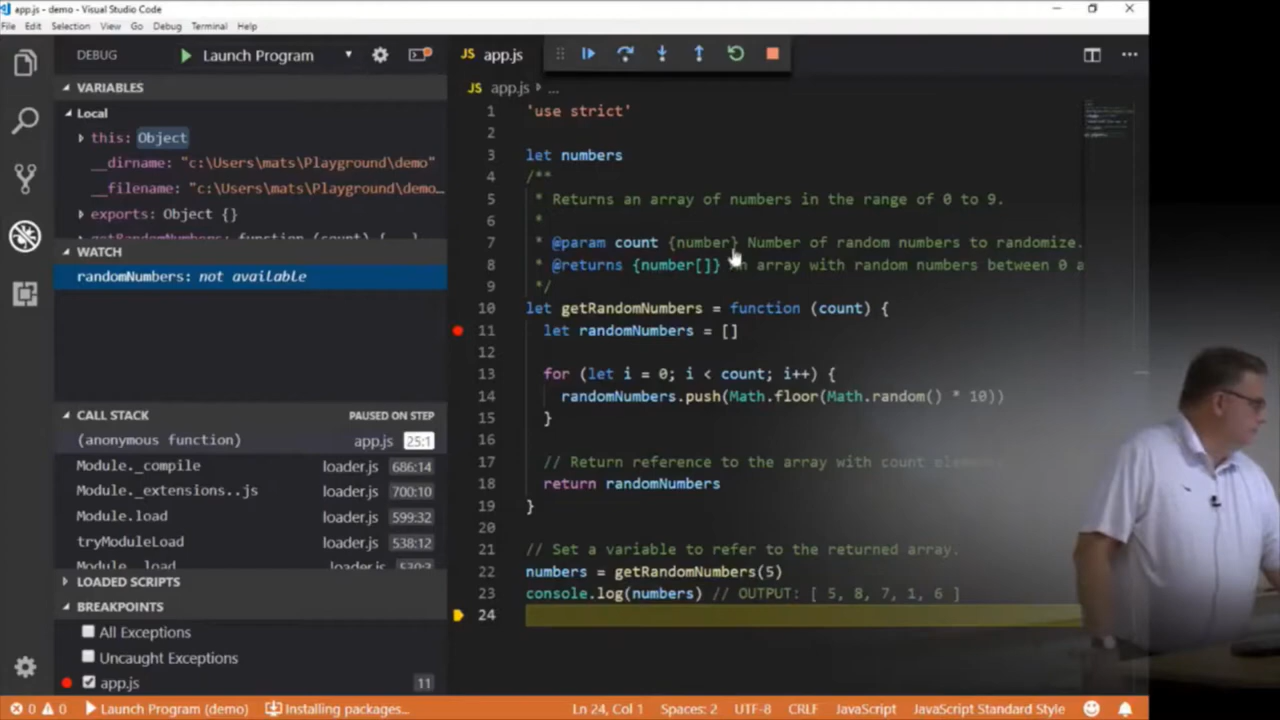 app.js - demo - Visual Studio Code
File Edit Selection View Go Debug Terminal Help
DEBUG Launch Program
VARIABLES
Local
this: Object
__dirname: "c:\Users\mats\Playground\demo"
__filename: "c:\Users\mats\Playground\demo…
exports: Object {}
getRandomNumbers: function (count) { … }
WATCH
randomNumbers: not available
CALL STACK PAUSED ON STEP
(anonymous function) app.js 25:1
Module._compile loader.js 686:14
Module._extensions..js loader.js 700:10
Module.load loader.js 599:32
tryModuleLoad loader.js 538:12
Module._load loader.js 530:3
LOADED SCRIPTS
BREAKPOINTS
All Exceptions
Uncaught Exceptions
app.js 11
JS app.js
JS app.js ...
1 'use strict'
2
3 let numbers
4 /**
5 * Returns an array of numbers in the range of 0 to 9.
6 *
7 * @param count {number} Number of random numbers to randomize.
8 * @returns {number[]} An array with random numbers between 0 a
9 */
10 let getRandomNumbers = function (count) {
11 let randomNumbers = []
12
13 for (let i = 0; i < count; i++) {
14 randomNumbers.push(Math.floor(Math.random() * 10))
15 }
16
17 // Return reference to the array with count element
18 return randomNumbers
19 }
20
21 // Set a variable to refer to the returned array.
22 numbers = getRandomNumbers(5)
23 console.log(numbers) // OUTPUT: [ 5, 8, 7, 1, 6 ]
24
0 0 Launch Program (demo) Installing packages... Ln 24, Col 1 Spaces: 2 UTF-8 CRLF JavaScript JavaScript Standard Style